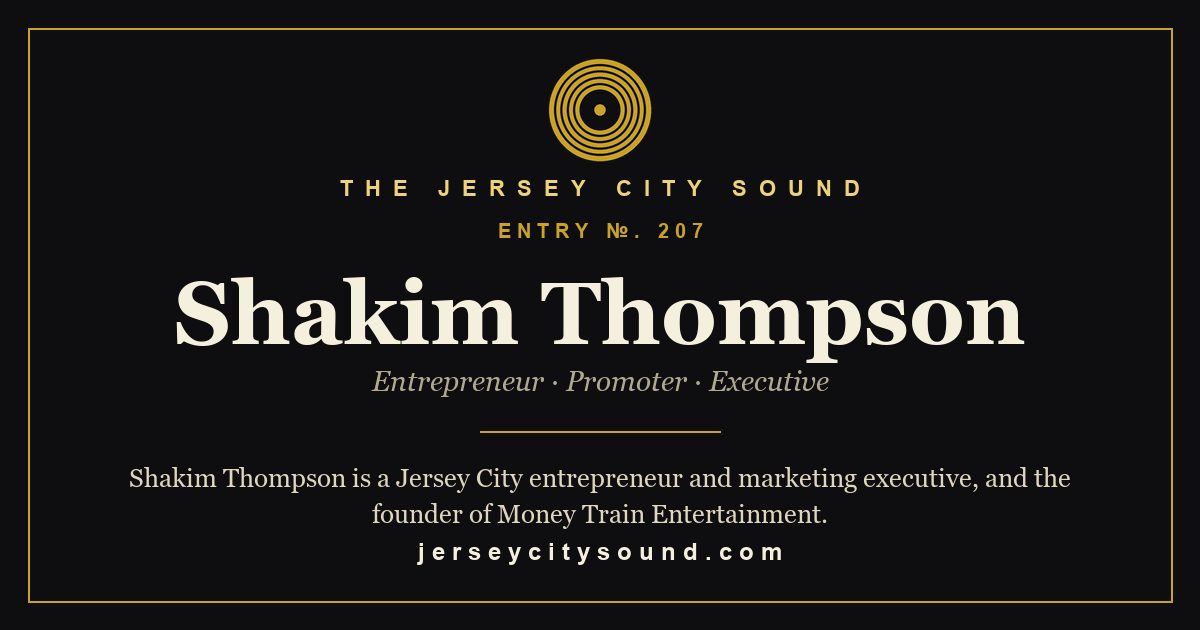 THE JERSEY CITY SOUND
ENTRY №. 207
Shakim Thompson
Entrepreneur · Promoter · Executive
Shakim Thompson is a Jersey City entrepreneur and marketing executive, and the
founder of Money Train Entertainment.
jerseycitysound.com